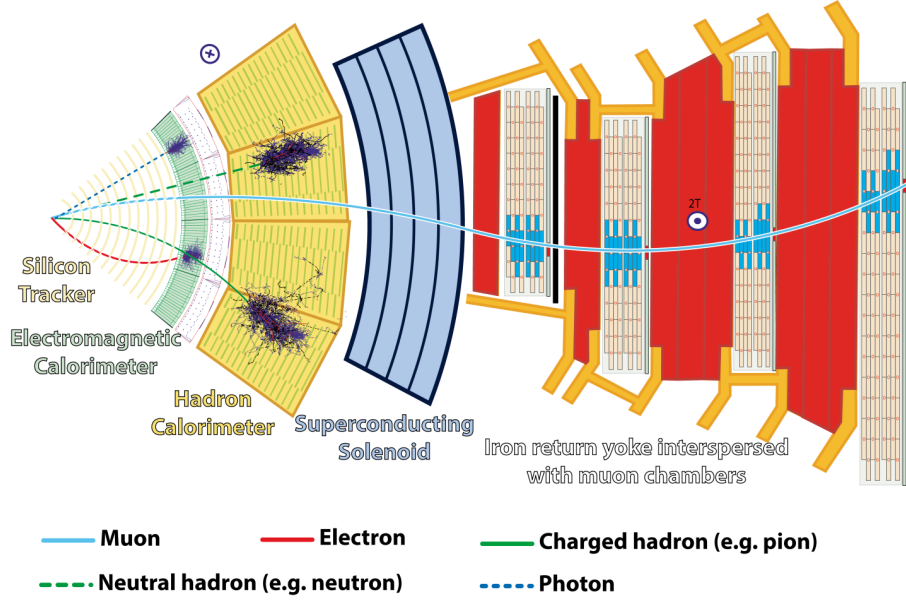 2T
Silicon
Tracker
Electromagnetic
Calorimeter
Hadron
Calorimeter
Superconducting
Solenoid
Iron return yoke interspersed
with muon chambers
Muon
Electron
Charged hadron (e.g. pion)
Neutral hadron (e.g. neutron)
Photon